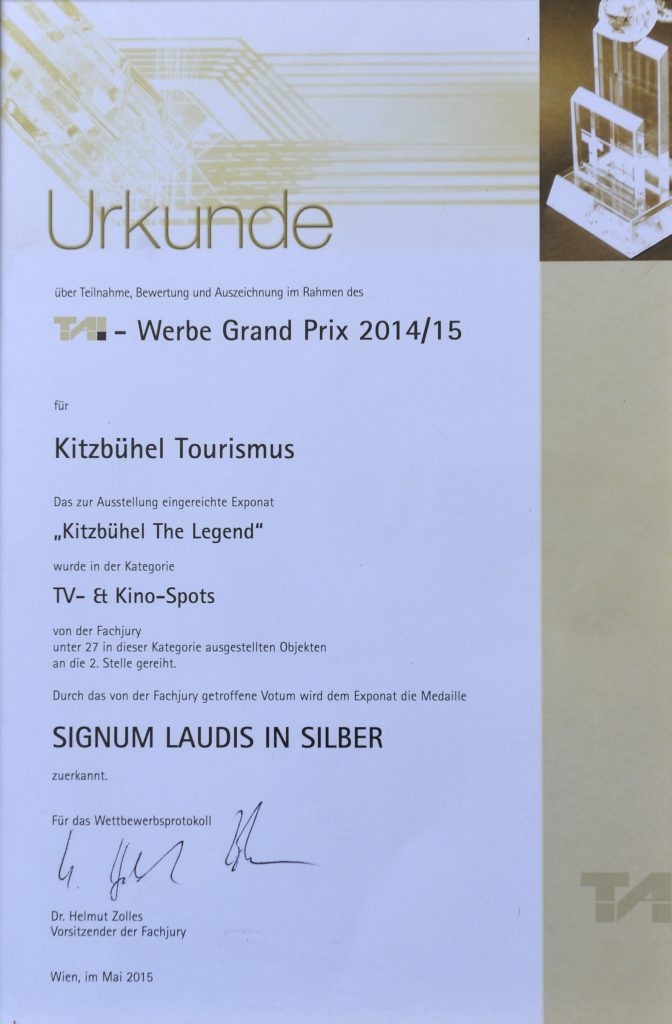 Urkunde
über Teilnahme, Bewertung und Auszeichnung im Rahmen des
TAI - Werbe Grand Prix 2014/15
für
Kitzbühel Tourismus
Das zur Ausstellung eingereichte Exponat
„Kitzbühel The Legend“
wurde in der Kategorie
TV- & Kino-Spots
von der Fachjury
unter 27 in dieser Kategorie ausgestellten Objekten
an die 2. Stelle gereiht.
Durch das von der Fachjury getroffene Votum wird dem Exponat die Medaille
SIGNUM LAUDIS IN SILBER
zuerkannt.
Für das Wettbewerbsprotokoll
Dr. Helmut Zolles
Vorsitzender der Fachjury
Wien, im Mai 2015
TA